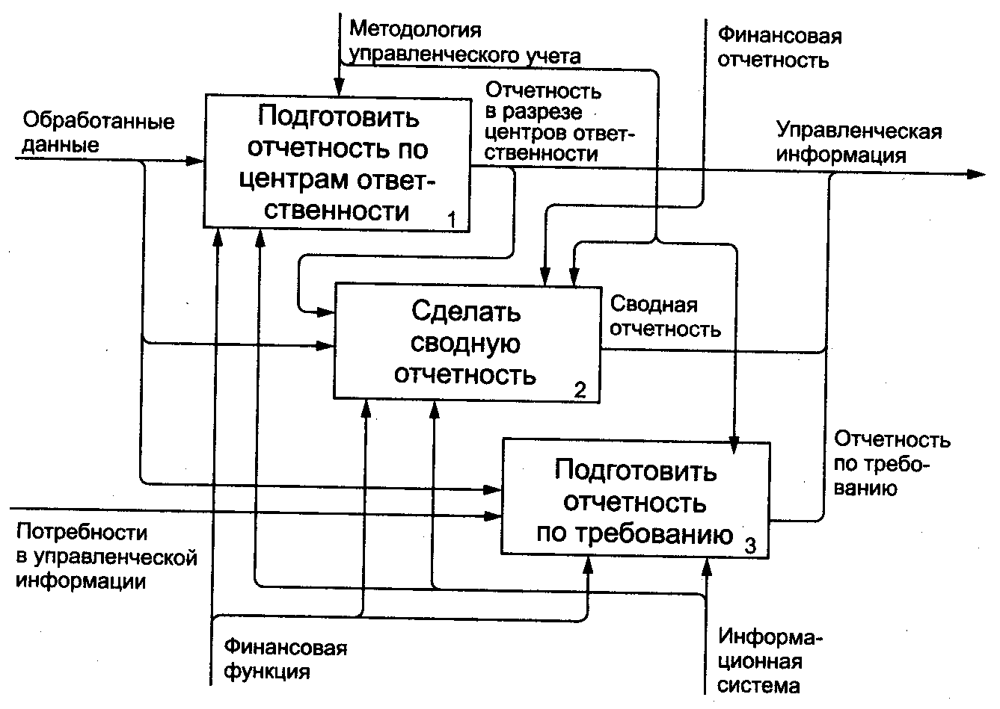 Методология
управленческого учета
Финансовая
отчетность
Обработанные
данные
Подготовить
отчетность по
центрам ответ-
ственности
1
Отчетность
в разрезе
центров ответ-
ственности
Управленческая
информация
Сделать
сводную
отчетность
2
Сводная
отчетность
Подготовить
отчетность
по требованию
3
Отчетность
по требо-
ванию
Потребности
в управленческой
информации
Финансовая
функция
Информа-
ционная
система